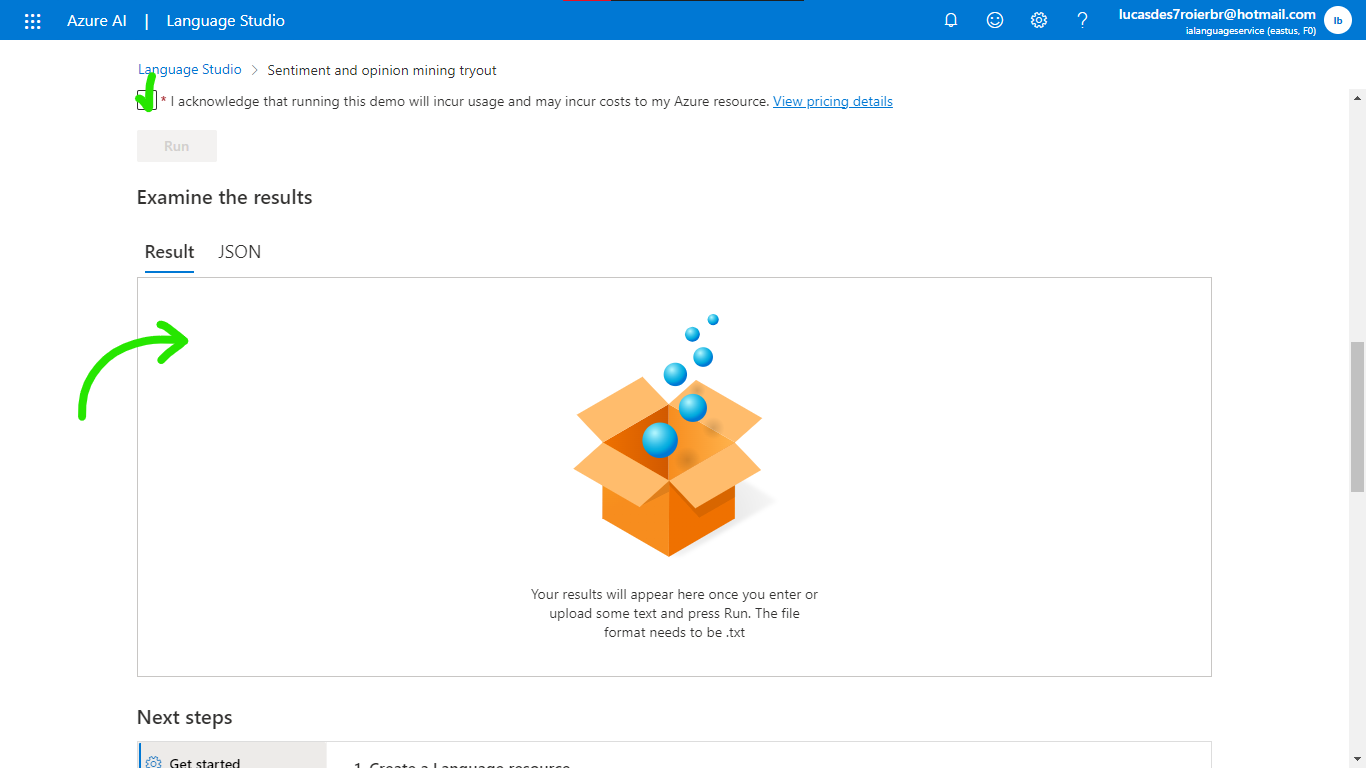 Azure AI | Language Studio
lucasdes7roierbr@hotmail.com
ialanguageservice (eastus, F0)
lb
Language Studio > Sentiment and opinion mining tryout
* I acknowledge that running this demo will incur usage and may incur costs to my Azure resource. View pricing details
Run
Examine the results
Result JSON
Your results will appear here once you enter or
upload some text and press Run. The file
format needs to be .txt
Next steps
Get started
1. Create a Language resource